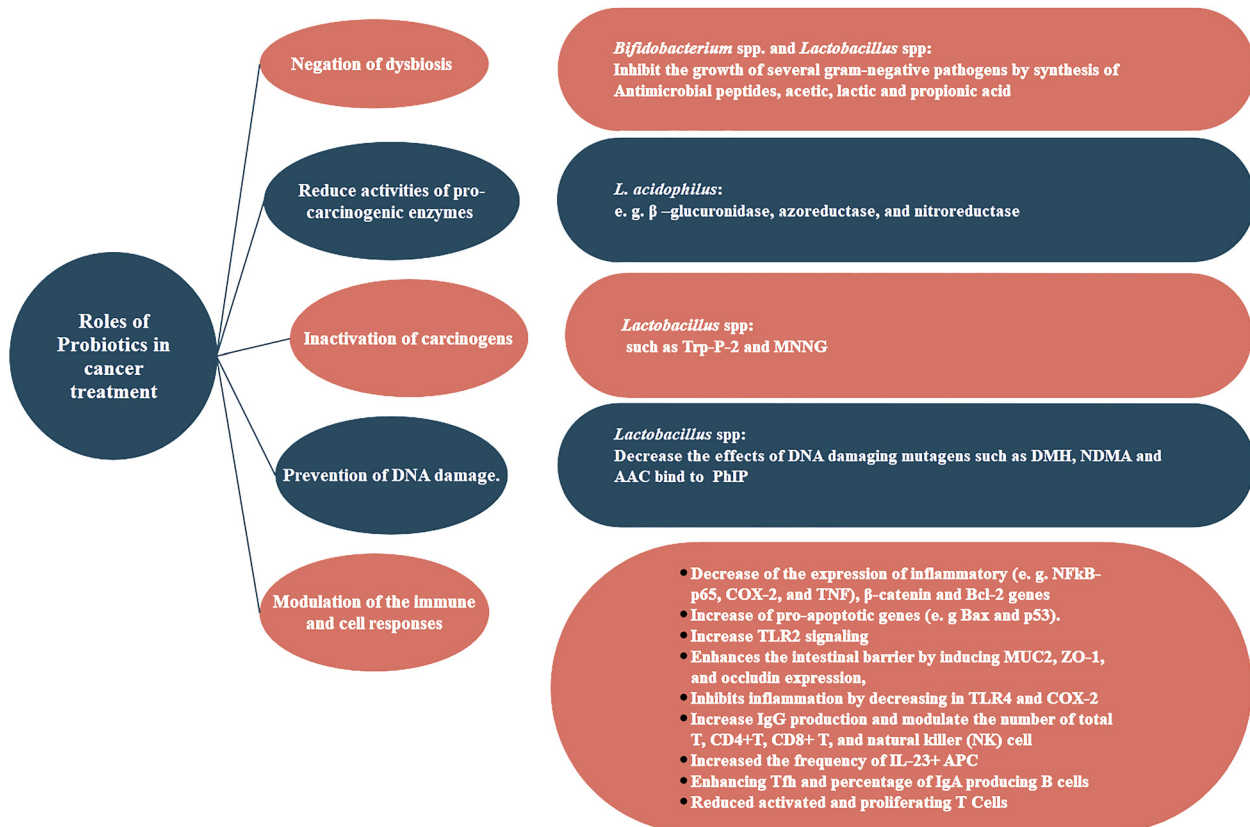 Roles of
Probiotics in
cancer
treatment
Negation of dysbiosis
Bifidobacterium spp. and Lactobacillus spp:
Inhibit the growth of several gram-negative pathogens by synthesis of
Antimicrobial peptides, acetic, lactic and propionic acid
Reduce activities of pro-
carcinogenic enzymes
L. acidophilus:
e. g. β –glucuronidase, azoreductase, and nitroreductase
Inactivation of carcinogens
Lactobacillus spp:
such as Trp-P-2 and MNNG
Prevention of DNA damage.
Lactobacillus spp:
Decrease the effects of DNA damaging mutagens such as DMH, NDMA and
AAC bind to PhIP
Modulation of the immune
and cell responses
• Decrease of the expression of inflammatory (e. g. NFkB-
p65, COX-2, and TNF), β-catenin and Bcl-2 genes
• Increase of pro-apoptotic genes (e. g Bax and p53).
• Increase TLR2 signaling
• Enhances the intestinal barrier by inducing MUC2, ZO-1,
and occludin expression,
• Inhibits inflammation by decreasing in TLR4 and COX-2
• Increase IgG production and modulate the number of total
T, CD4+T, CD8+ T, and natural killer (NK) cell
• Increased the frequency of IL-23+ APC
• Enhancing Tfh and percentage of IgA producing B cells
• Reduced activated and proliferating T Cells